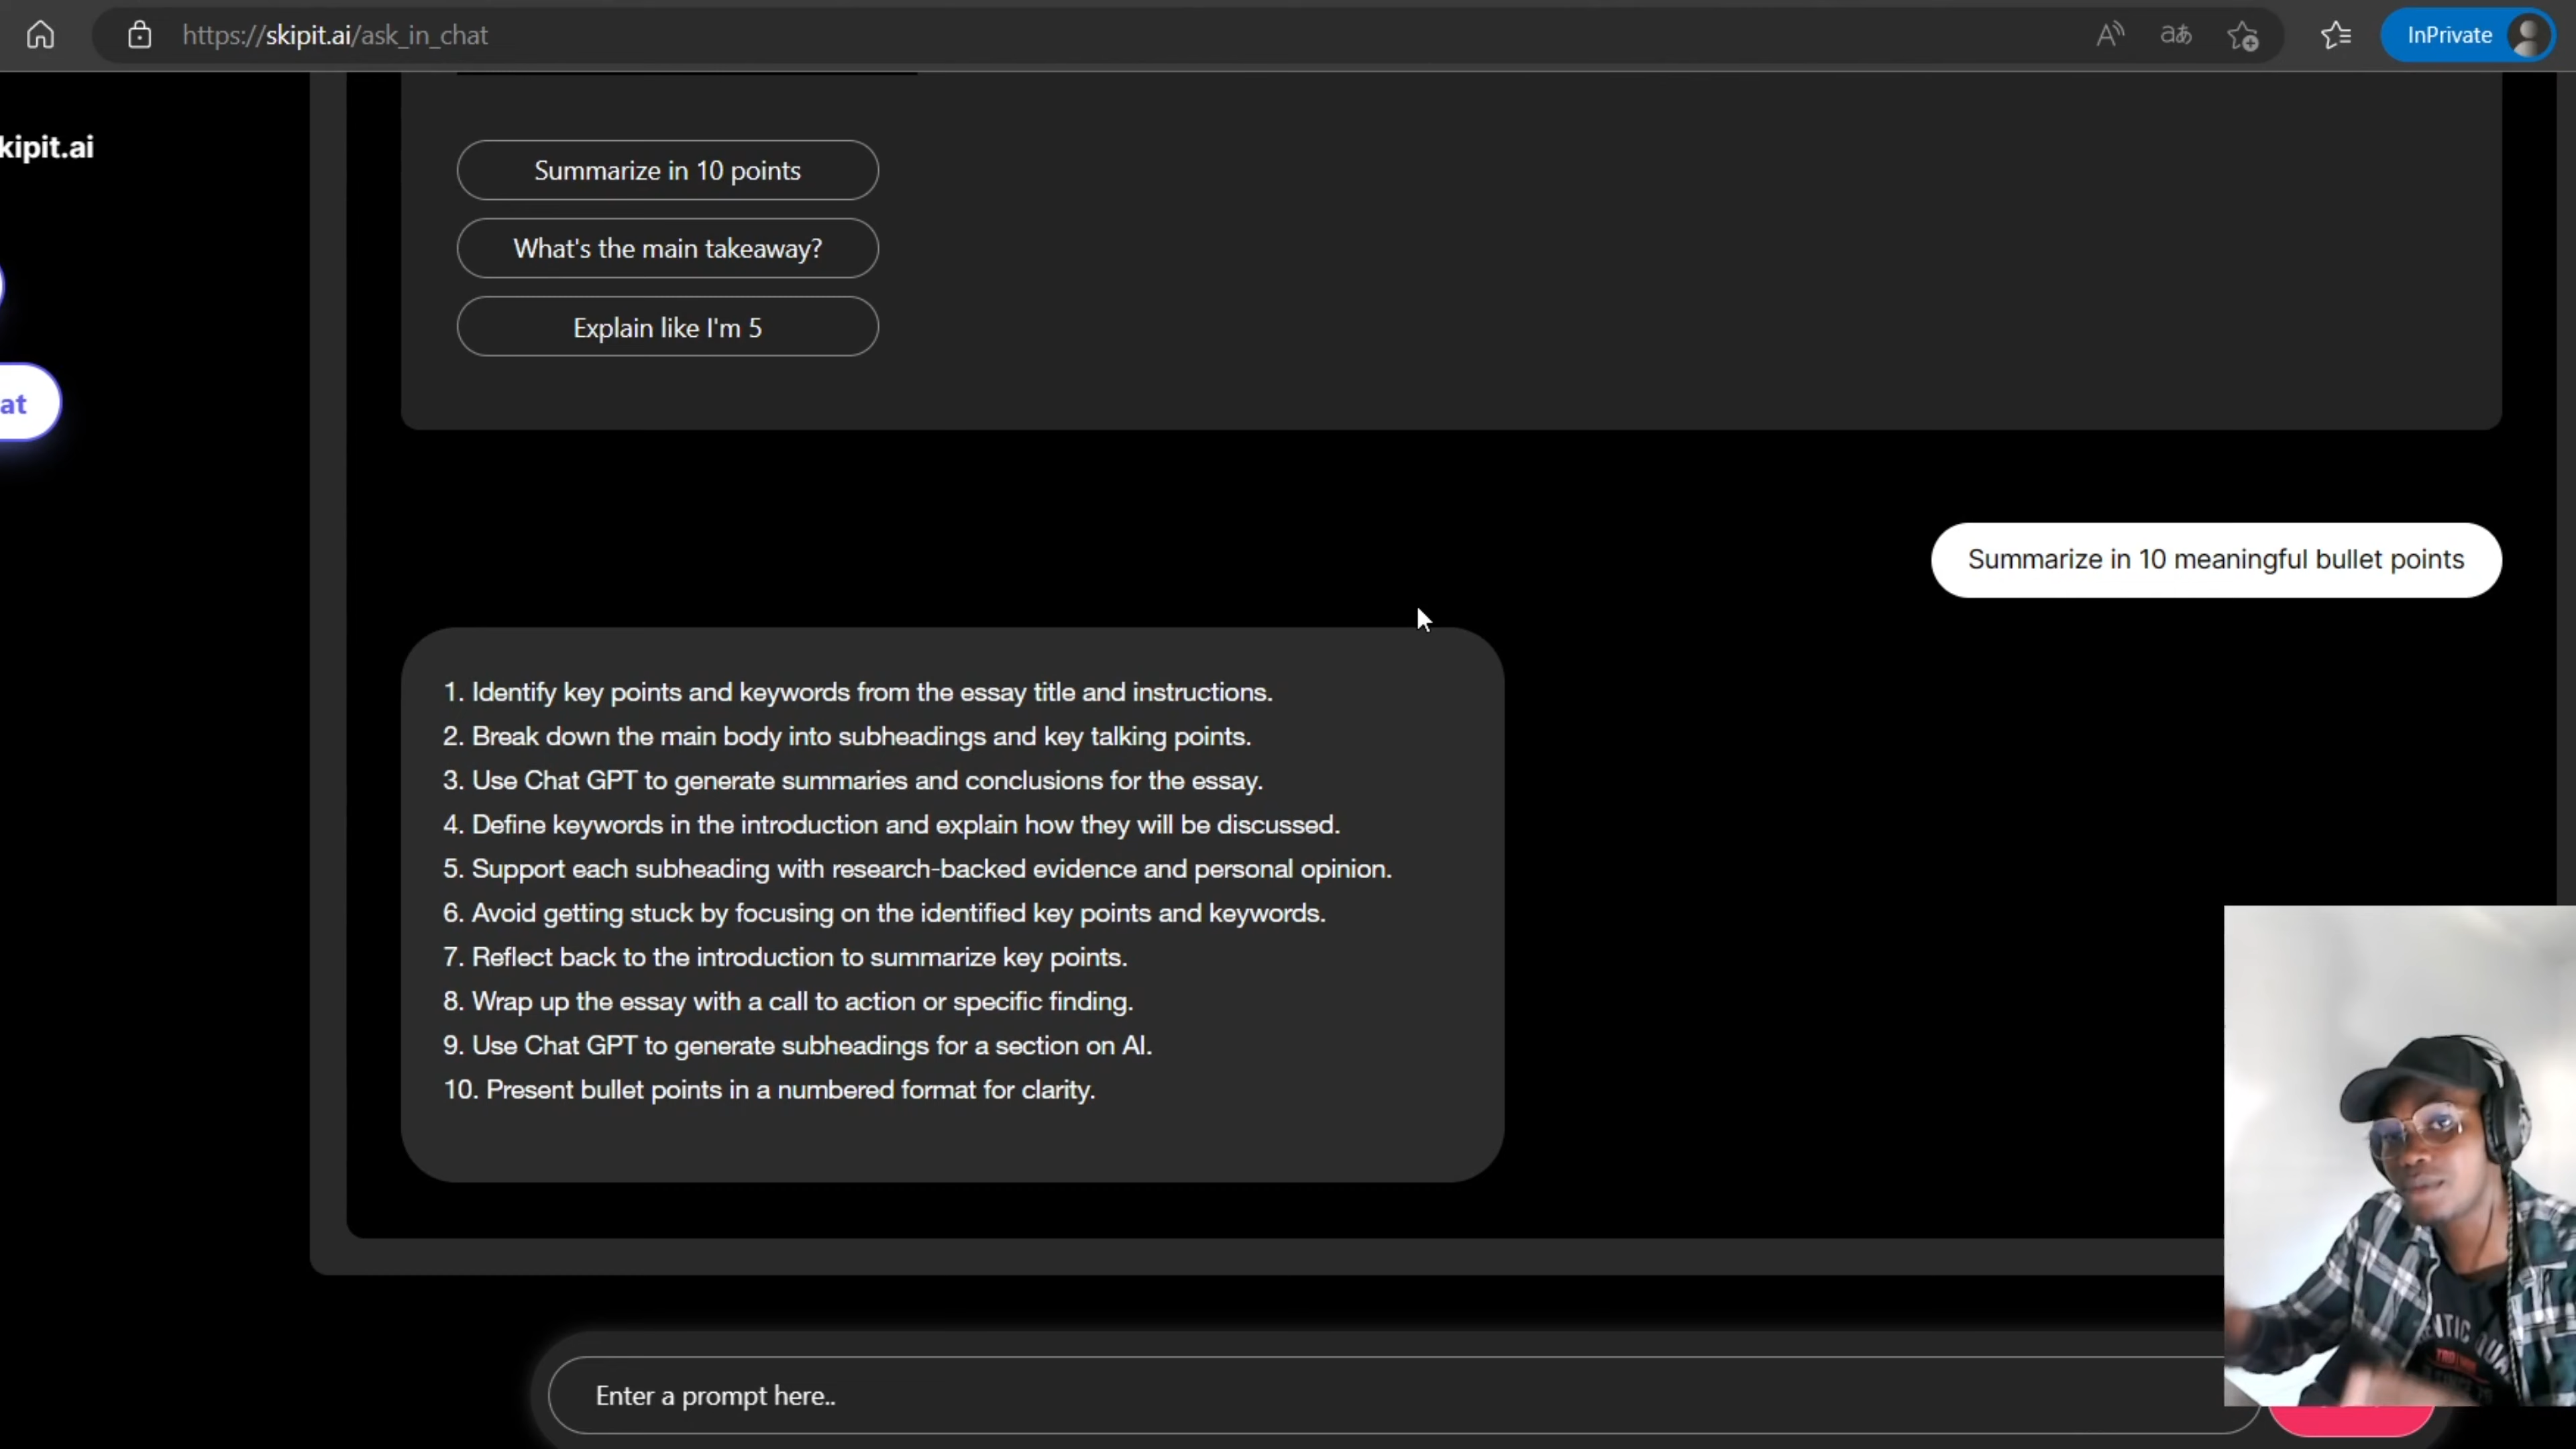 https://skipit.ai/ask_in_chat
InPrivate
kipit.ai
at
Summarize in 10 points
What's the main takeaway?
Explain like I'm 5
Summarize in 10 meaningful bullet points
1. Identify key points and keywords from the essay title and instructions.
2. Break down the main body into subheadings and key talking points.
3. Use Chat GPT to generate summaries and conclusions for the essay.
4. Define keywords in the introduction and explain how they will be discussed.
5. Support each subheading with research-backed evidence and personal opinion.
6. Avoid getting stuck by focusing on the identified key points and keywords.
7. Reflect back to the introduction to summarize key points.
8. Wrap up the essay with a call to action or specific finding.
9. Use Chat GPT to generate subheadings for a section on AI.
10. Present bullet points in a numbered format for clarity.
Enter a prompt here..